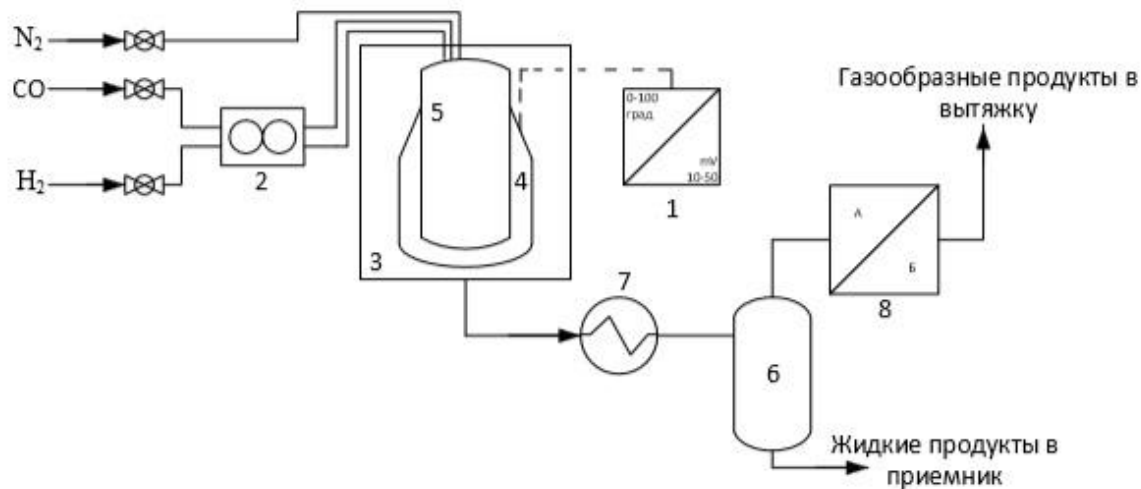 N₂
CO
H₂
2
3
5
4
0-100
град
mV
10-50
1
7
6
А
Б
8
Газообразные продукты в
вытяжку
Жидкие продукты в
приемник